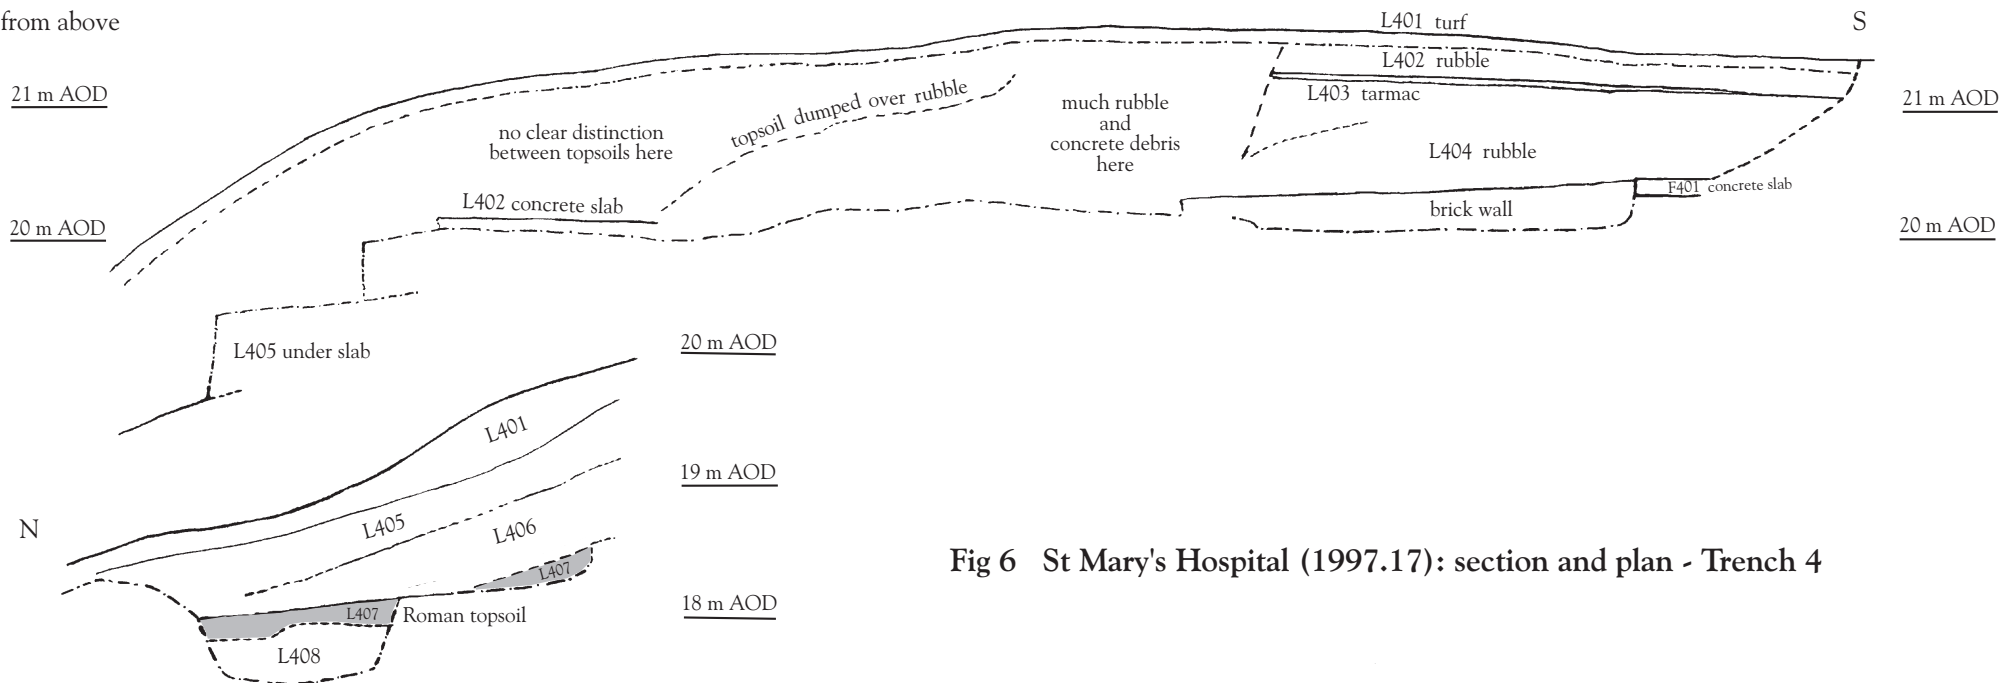 from above
L401 turf
S
L402 rubble
21 m AOD
L403 tarmac
21 m AOD
topsoil dumped over rubble
much rubble
and
concrete debris
here
no clear distinction
between topsoils here
L404 rubble
F401 concrete slab
L402 concrete slab
brick wall
20 m AOD
20 m AOD
L405 under slab
20 m AOD
L401
19 m AOD
N
L405
L406
L407
Fig 6 St Mary's Hospital (1997.17): section and plan - Trench 4
L407
Roman topsoil
18 m AOD
L408